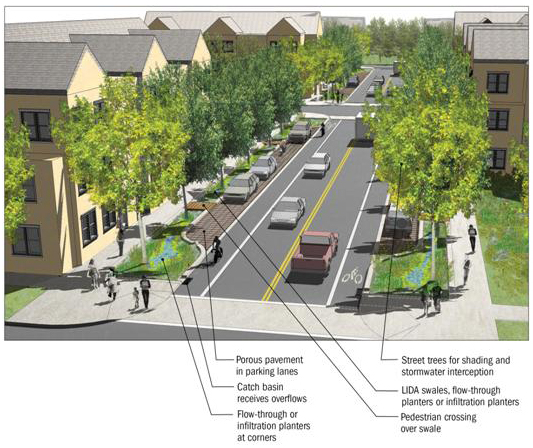 Porous pavement
in parking lanes
Catch basin
receives overflows
Flow-through or
infiltration planters
at corners
Street trees for shading and
stormwater interception
LIDA swales, flow-through
planters or infiltration planters
Pedestrian crossing
over swale